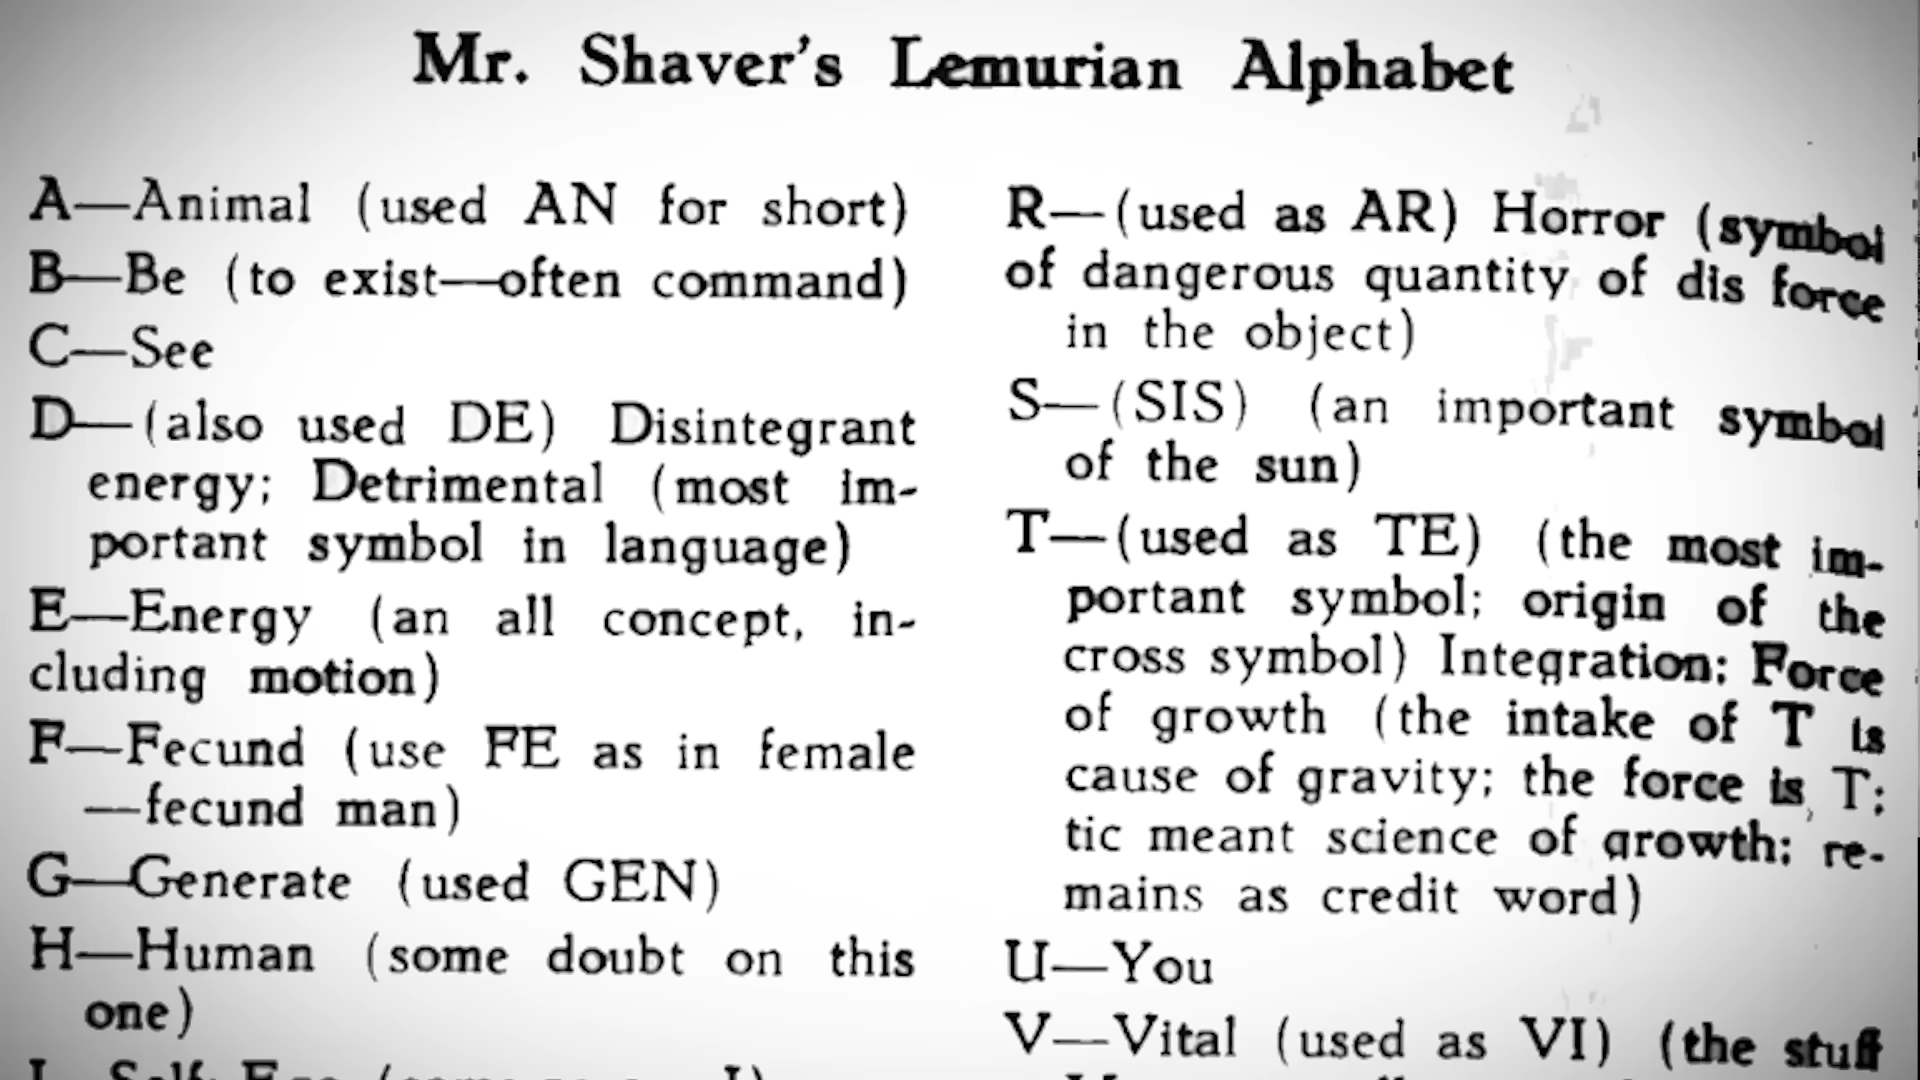 Mr. Shaver's Lemurian Alphabet
A—Animal (used AN for short)
B—Be (to exist—often command)
C—See
D—(also used DE) Disintegrant
energy; Detrimental (most im-
portant symbol in language)
E—Energy (an all concept, in-
cluding motion)
F—Fecund (use FE as in female
—fecund man)
G—Generate (used GEN)
H—Human (some doubt on this
one)
I—Self; Ego
R—(used as AR) Horror (symbol
of dangerous quantity of dis force
in the object)
S—(SIS) (an important symbol
of the sun)
T—(used as TE) (the most im-
portant symbol; origin of the
cross symbol) Integration; Force
of growth (the intake of T is
cause of gravity; the force is T;
tic meant science of growth; re-
mains as credit word)
U—You
V—Vital (used as VI) (the stuff